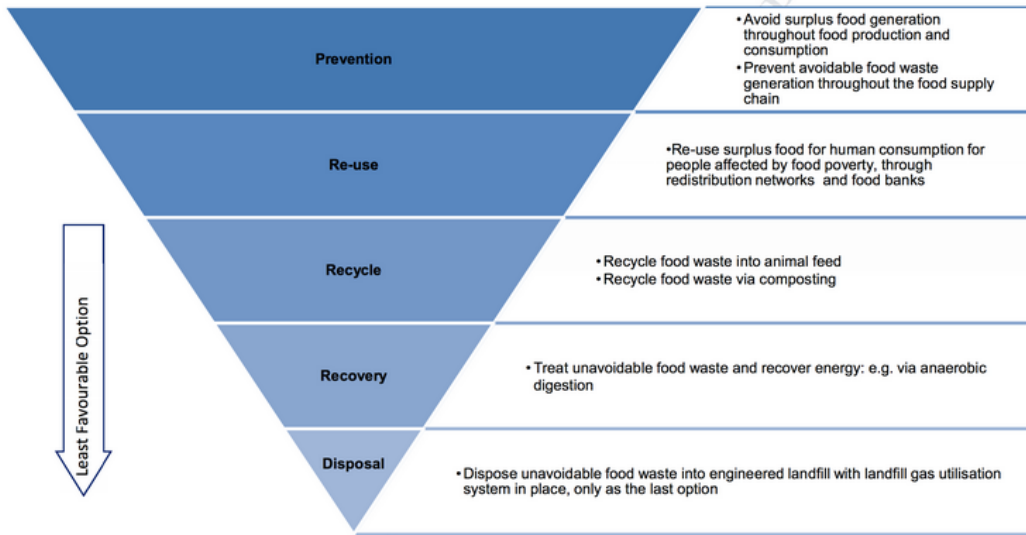 Prevention
•Avoid surplus food generation
throughout food production and
consumption
•Prevent avoidable food waste
generation throughout the food supply
chain
Re-use
•Re-use surplus food for human consumption for
people affected by food poverty, through
redistribution networks and food banks
Recycle
•Recycle food waste into animal feed
•Recycle food waste via composting
Recovery
•Treat unavoidable food waste and recover energy: e.g. via anaerobic
digestion
Disposal
•Dispose unavoidable food waste into engineered landfill with landfill gas utilisation
system in place, only as the last option
Least Favourable Option